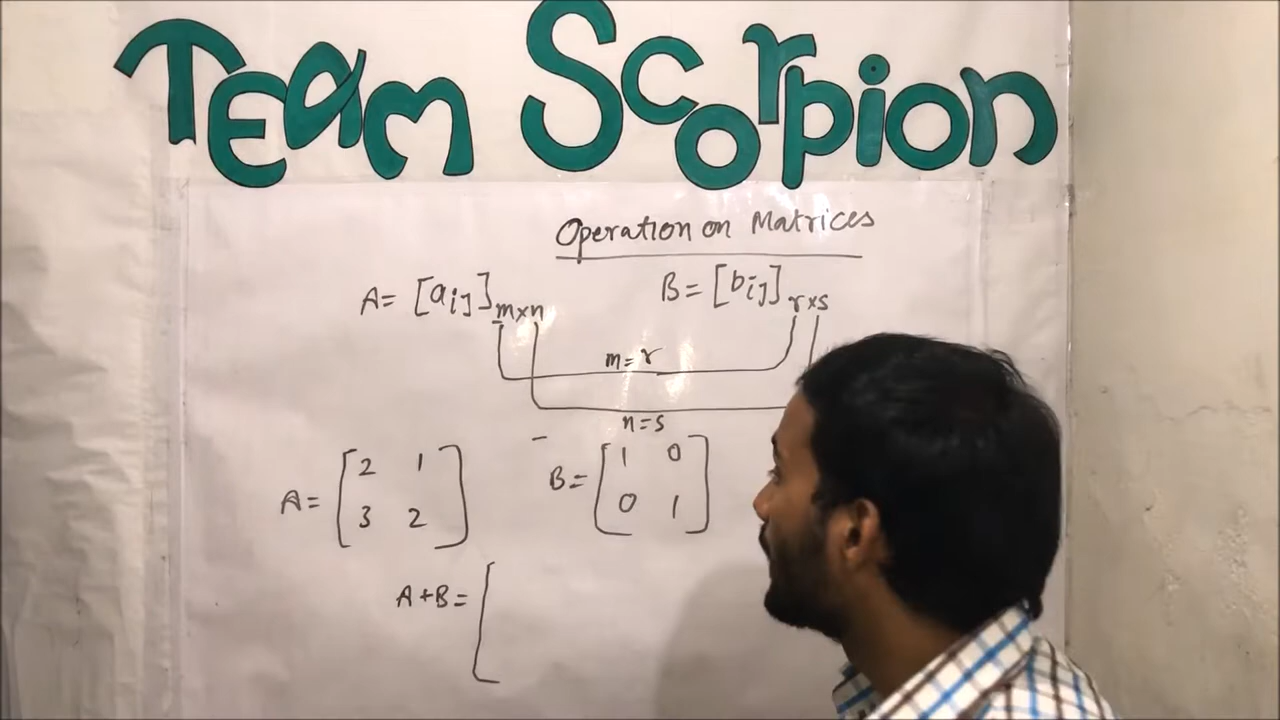 Team Scorpion
Operation on Matrices
A= [aij]m×n B= [bij]r×s
m=r
n=s
A= [2 1
3 2] B= [1 0
0 1]
A+B= [